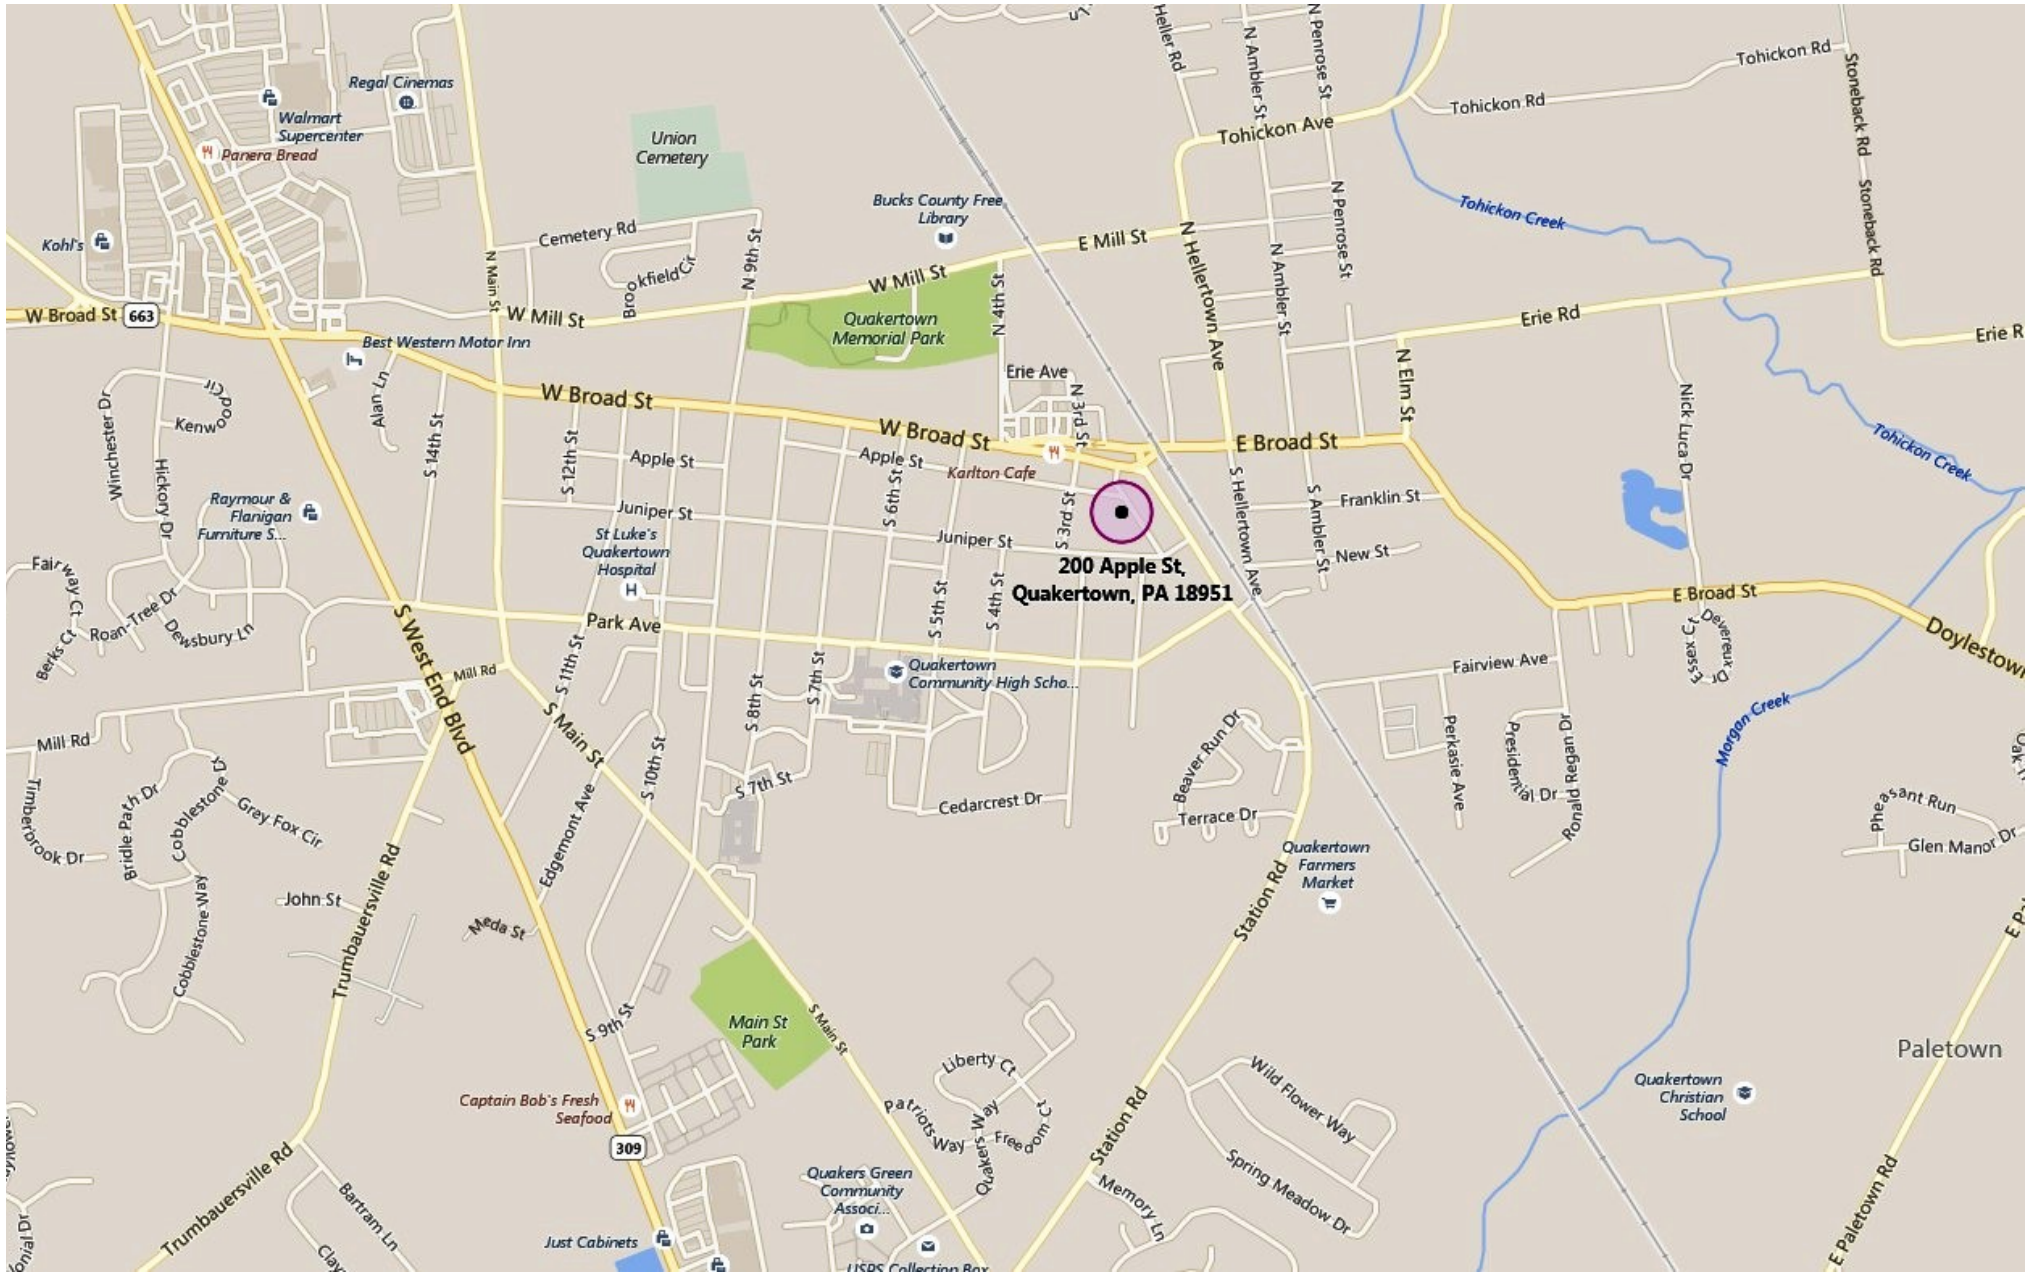 Heller Rd
N Ambler St
N Penrose St
Tohickon Rd
Tohickon Rd
Stoneback Rd
Stoneback Rd
Regal Cinemas
Walmart
Supercenter
Panera Bread
Union
Cemetery
Tohickon Ave
N Penrose St
Bucks County Free
Library
Tohickon Creek
Kohl's
Cemetery Rd
Brookfield Cir
N 9th St
N Main St
E Mill St
W Mill St
W Mill St
N Hellertown Ave
N Ambler St
W Broad St
663
Quakertown
Memorial Park
N 4th St
Erie Rd
Erie R
Best Western Motor Inn
Erie Ave
N 3rd St
N Elm St
Nick Luca Dr
Winchester Dr
Kenwood
Cir
Alan Ln
S 14th St
W Broad St
W Broad St
E Broad St
Tohickon Creek
Hickory Dr
S 12th St
Apple St
Apple St
Karlton Cafe
S 6th St
S Hellertown Ave
S Ambler St
Franklin St
Raymour &
Flanigan
Furniture S...
Juniper St
Juniper St
S 3rd St
New St
St Luke's
Quakertown
Hospital
200 Apple St,
Quakertown, PA 18951
Fairway Ct
Berks Ct
Roan-Tree Dr
Dewsbury Ln
Park Ave
S 5th St
S 4th St
E Broad St
Devereux Dr
Essex Ct
Doylestow
S West End Blvd
Mill Rd
S 11th St
S 8th St
S 7th St
Quakertown
Community High Scho...
Fairview Ave
Morgan Creek
Mill Rd
S Main St
S 10th St
S 7th St
Cedarcrest Dr
Beaver Run Dr
Terrace Dr
Perkasie Ave
Presidential Dr
Ronald Regan Dr
Timberbrook Dr
Bridle Path Dr
Cobblestone Ct
Grey Fox Cir
Edgemont Ave
Pheasant Run
Glen Manor Dr
Quakertown
Farmers
Market
John St
Meda St
Cobblestone Way
Trumbauersville Rd
Station Rd
E Pal
S 9th St
Main St
Park
S Main St
Paletown
Liberty Ct
Patriots Way
Quakers Way
Freedom Ct
Wild Flower Way
Quakertown
Christian
School
Captain Bob's Fresh
Seafood
309
Station Rd
Spring Meadow Dr
Trumbauersville Rd
Bartram Ln
Quakers Green
Community
Associ...
Memory Ln
E Paletown Rd
Just Cabinets
USPS Collection Box
Clay
onial Dr